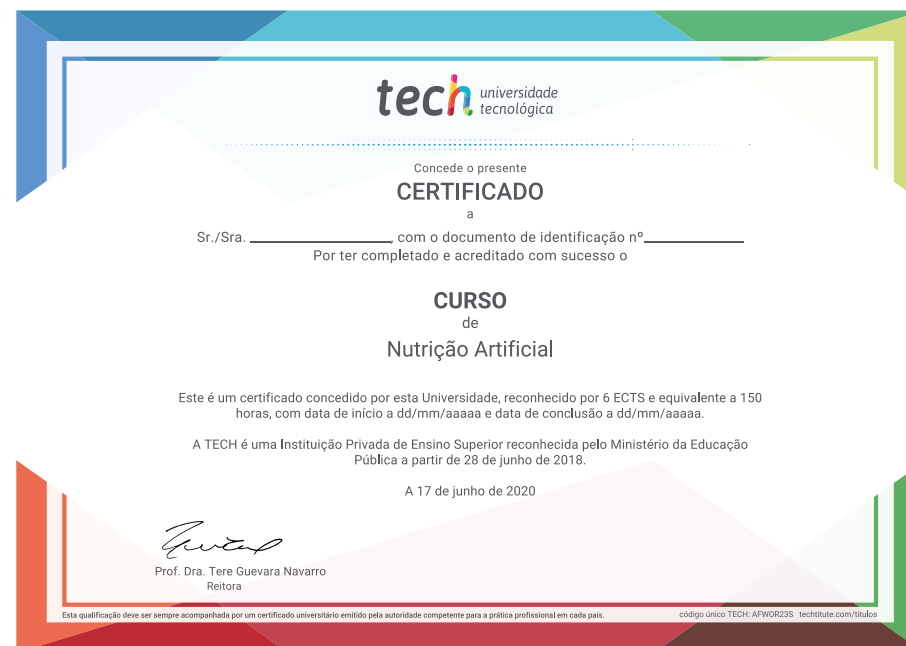 tech universidade
tecnológica
Concede o presente
CERTIFICADO
a
Sr./Sra. ____________________, com o documento de identificação nº______________
Por ter completado e acreditado com sucesso o
CURSO
de
Nutrição Artificial
Este é um certificado concedido por esta Universidade, reconhecido por 6 ECTS e equivalente a 150
horas, com data de início a dd/mm/aaaaa e data de conclusão a dd/mm/aaaaa.
A TECH é uma Instituição Privada de Ensino Superior reconhecida pelo Ministério da Educação
Pública a partir de 28 de junho de 2018.
A 17 de junho de 2020
Prof. Dra. Tere Guevara Navarro
Reitora
Esta qualificação deve ser sempre acompanhada por um certificado universitário emitido pela autoridade competente para a prática profissional em cada país.
código único TECH: AFWOR23S techtitute.com/titulos